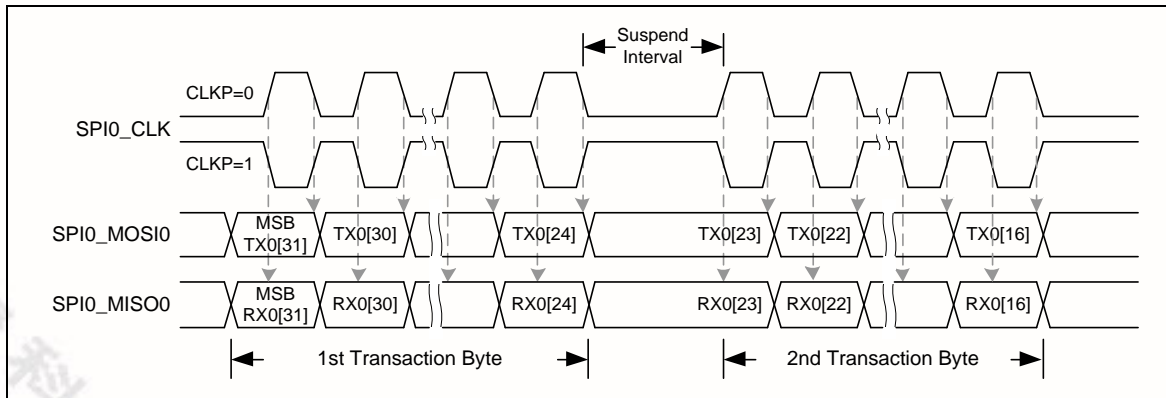 Suspend
Interval
CLKP=0
SPI0_CLK
CLKP=1
SPI0_MOSI0
MSB
TX0[31]
TX0[30]
TX0[24]
TX0[23]
TX0[22]
TX0[16]
SPI0_MISO0
MSB
RX0[31]
RX0[30]
RX0[24]
RX0[23]
RX0[22]
RX0[16]
1st Transaction Byte
2nd Transaction Byte
科